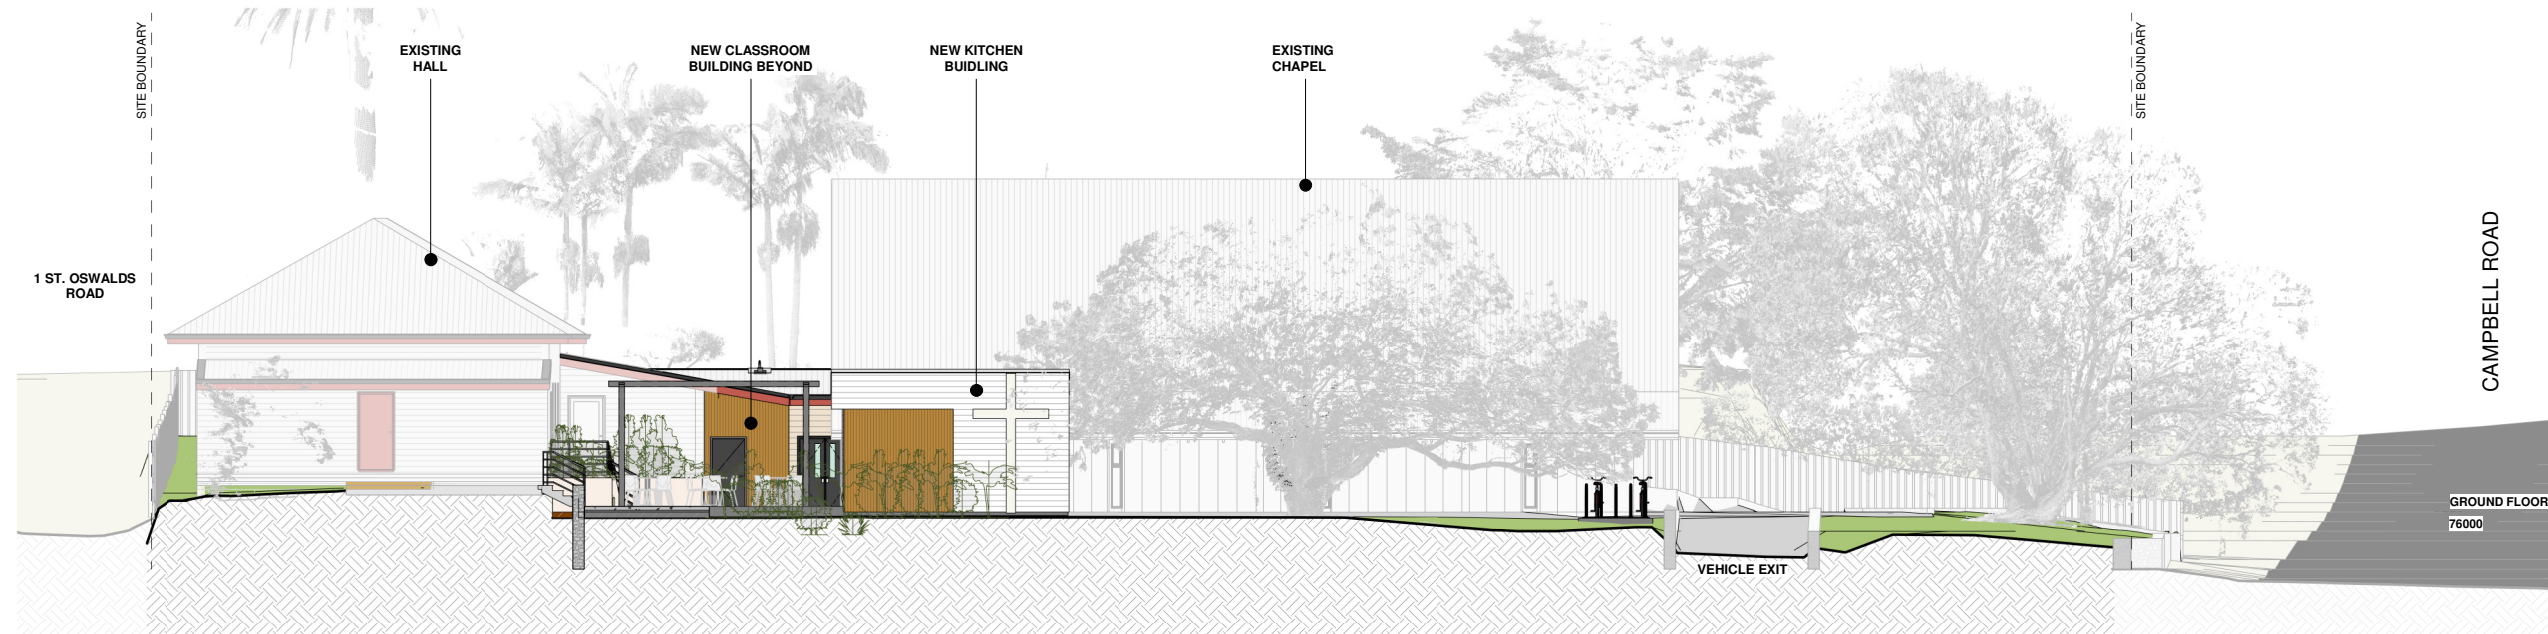 SITE BOUNDARY
EXISTING
HALL
NEW CLASSROOM
BUILDING BEYOND
NEW KITCHEN
BUIDLING
EXISTING
CHAPEL
SITE BOUNDARY
1 ST. OSWALDS
ROAD
CAMPBELL ROAD
GROUND FLOOR
76000
VEHICLE EXIT